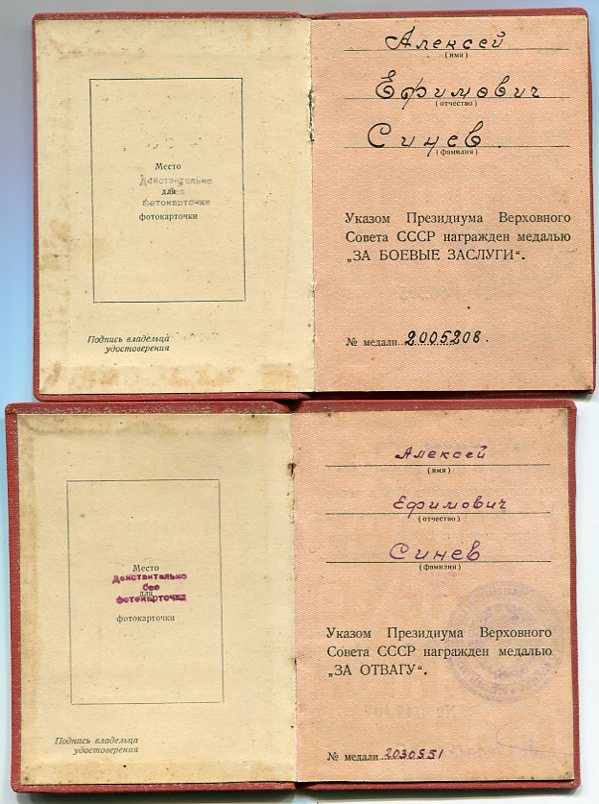 Место
Действительно
для
без
фотокарточки
фотокарточки
Подпись владельца
удостоверения
Алексей
(имя)
Ефимович
(отчество)
Синев
(фамилия)
Указом Президиума Верховного
Совета СССР награжден медалью
„ЗА БОЕВЫЕ ЗАСЛУГИ“.
№ медали 2005208.
Место
Действительно
без
для
фотокарточки
фотокарточки
Подпись владельца
удостоверения
Алексей
(имя)
Ефимович
(отчество)
Синев
(фамилия)
Указом Президиума Верховного
Совета СССР награжден медалью
„ЗА ОТВАГУ“.
№ медали 2030551